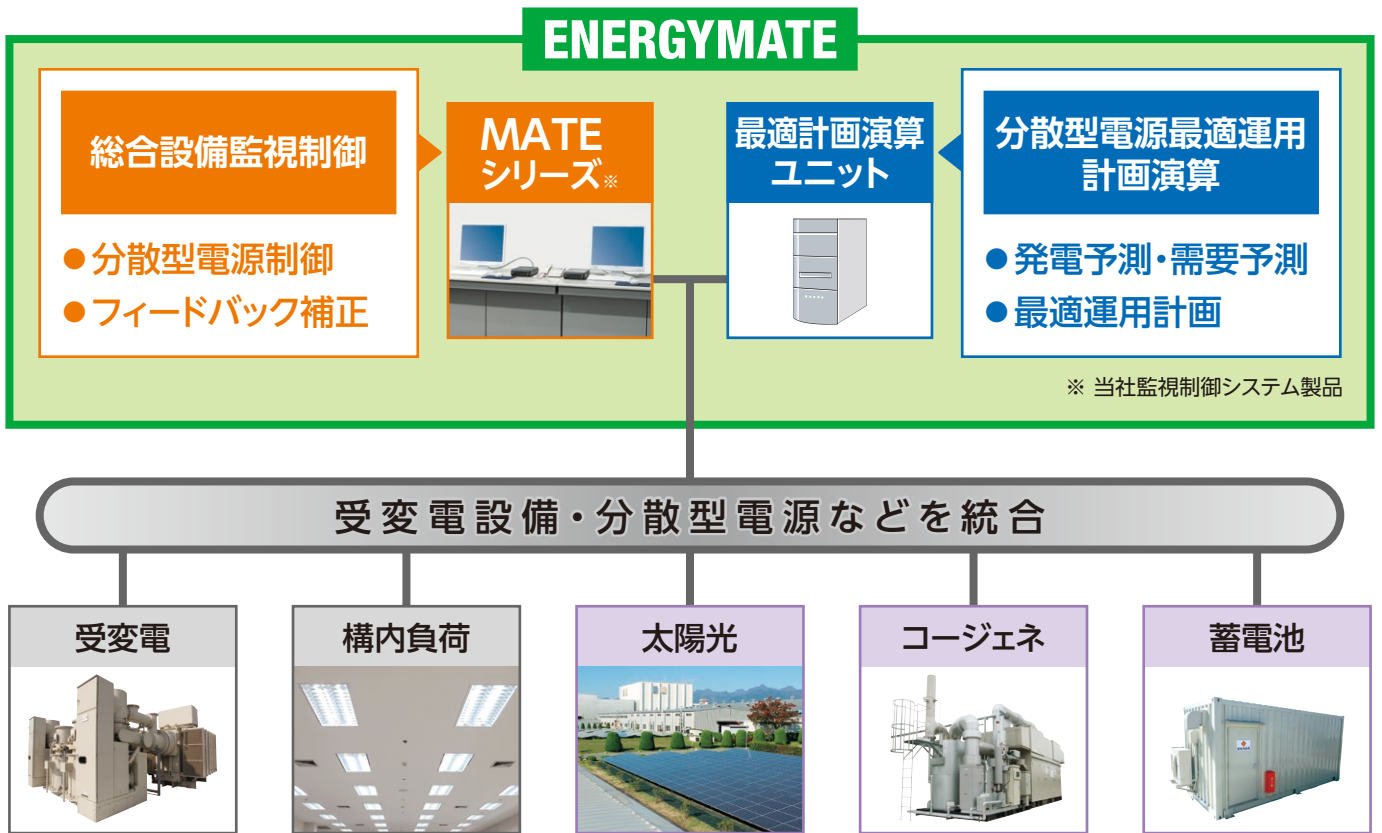 ENERGYMATE
総合設備監視制御
●分散型電源制御
●フィードバック補正
MATE
シリーズ※
最適計画演算
ユニット
分散型電源最適運用
計画演算
●発電予測・需要予測
●最適運用計画
※ 当社監視制御システム製品
受変電設備・分散型電源などを統合
受変電
構内負荷
太陽光
コージェネ
蓄電池